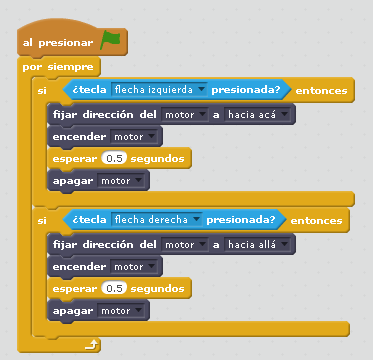 al presionar
por siempre
si ¿tecla flecha izquierda presionada? entonces
fijar dirección del motor a hacia acá
encender motor
esperar 0.5 segundos
apagar motor
si ¿tecla flecha derecha presionada? entonces
fijar dirección del motor a hacia allá
encender motor
esperar 0.5 segundos
apagar motor